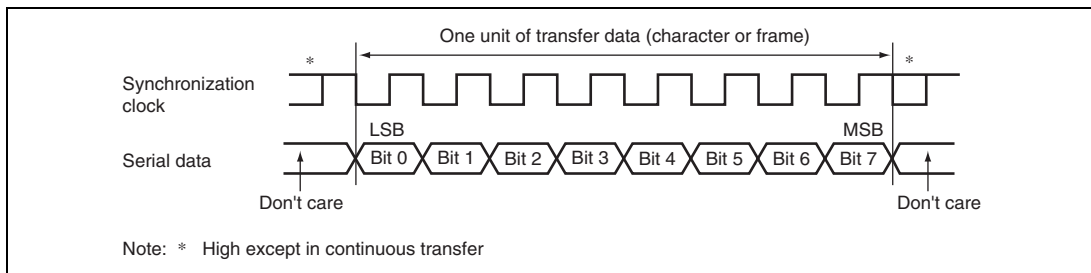 One unit of transfer data (character or frame)
* *
Synchronization
clock
LSB MSB
Serial data Bit 0 Bit 1 Bit 2 Bit 3 Bit 4 Bit 5 Bit 6 Bit 7
Don't care Don't care
Note: * High except in continuous transfer